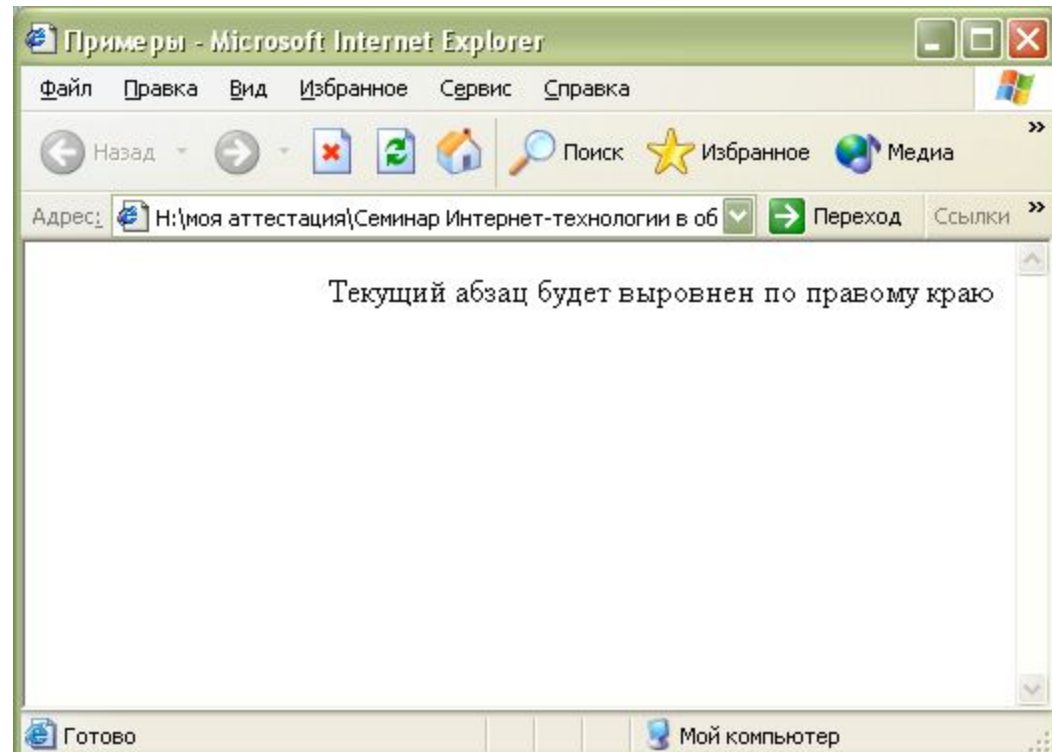 Примеры - Microsoft Internet Explorer
Файл Правка Вид Избранное Сервис Справка
Назад Поиск Избранное Медиа »
Адрес: H:\моя аттестация\Семинар Интернет-технологии в об Переход Ссылки »
Текущий абзац будет выровнен по правому краю
Готово Мой компьютер